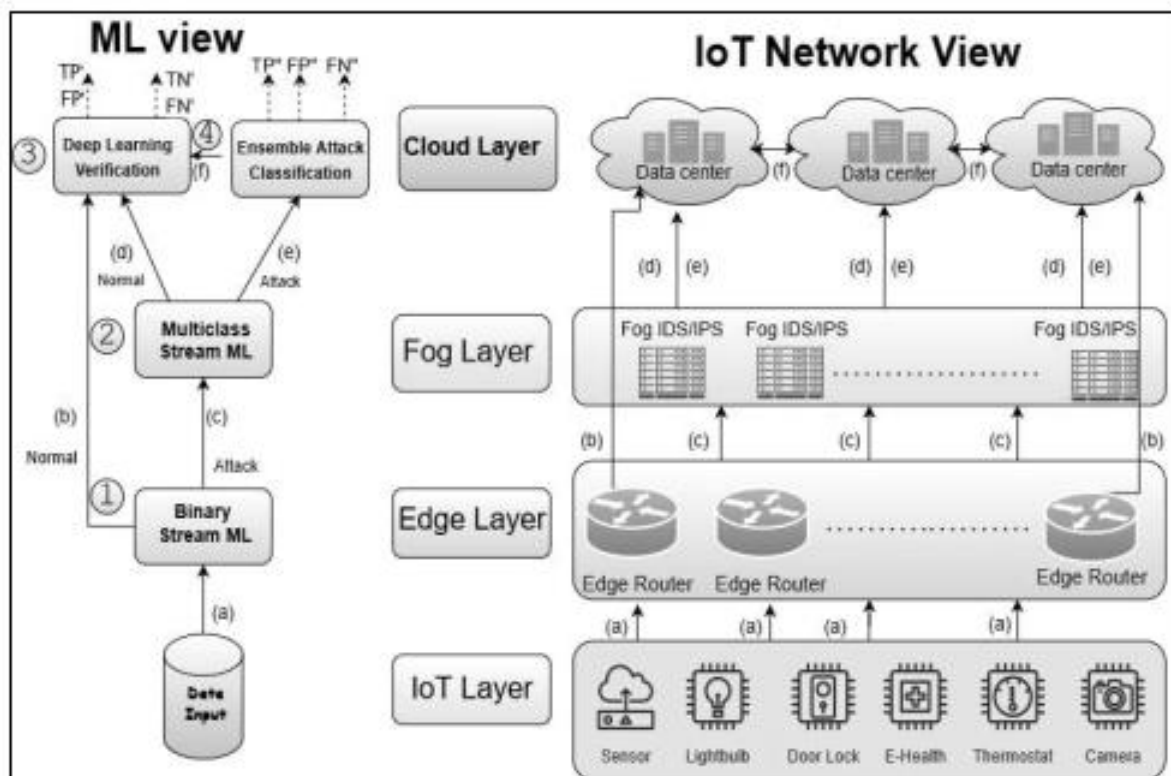 ML view
IoT Network View
TP'
FP'
TN'
FN'
TP"
FP"
FN"
③
Deep Learning
Verification
④
(f)
Ensemble Attack
Classification
Cloud Layer
Data center
(f)
Data center
(f)
Data center
(d)
Normal
(e)
Attack
(d)
(e)
(d)
(e)
(d)
(e)
②
Multiclass
Stream ML
Fog Layer
Fog IDS/IPS
Fog IDS/IPS
Fog IDS/IPS
(b)
Normal
(c)
Attack
(b)
(c)
(c)
(c)
(b)
①
Binary
Stream ML
Edge Layer
Edge Router
Edge Router
Edge Router
(a)
(a)
(a)
(a)
(a)
Data
Input
IoT Layer
Sensor
Lightbulb
Door Lock
E-Health
Thermostat
Camera